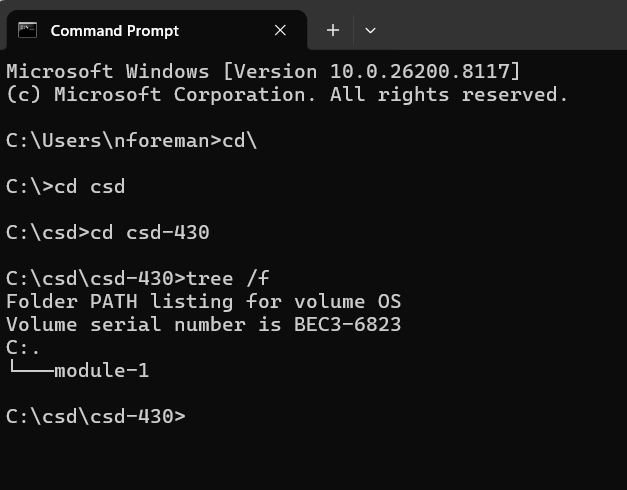 Command Prompt
Microsoft Windows [Version 10.0.26200.8117]
(c) Microsoft Corporation. All rights reserved.
C:\Users\nforeman>cd\
C:\>cd csd
C:\csd>cd csd-430
C:\csd\csd-430>tree /f
Folder PATH listing for volume OS
Volume serial number is BEC3-6823
C:.
└───module-1
C:\csd\csd-430>